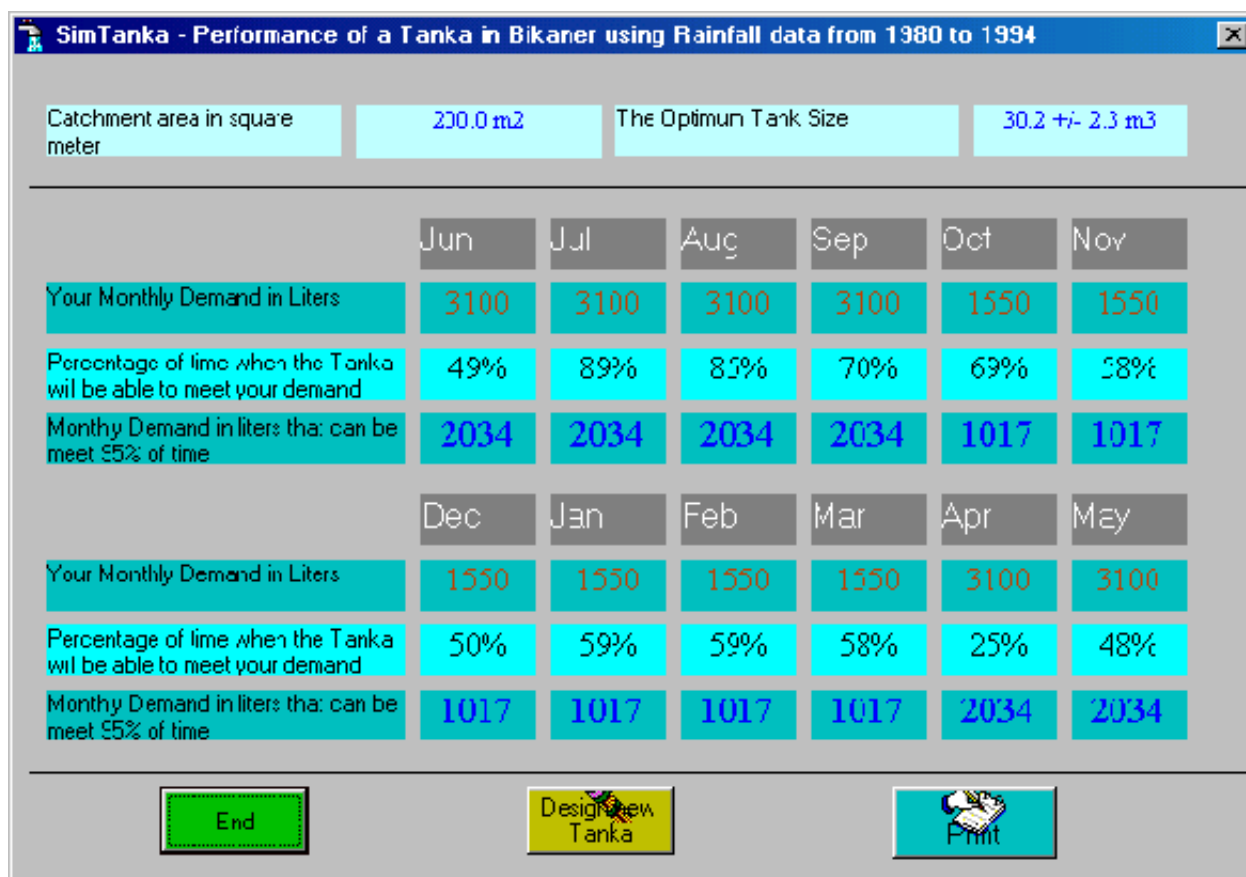 SimTanka - Performance of a Tanka in Bikaner using Rainfall data from 1980 to 1994
Catchment area in square
meter
200.0 m2
The Optimum Tank Size
30.2 +/- 2.3 m3
Jun Jul Aug Sep Oct Nov
Your Monthly Demand in Liters
3100 3100 3100 3100 1550 1550
Percentage of time when the Tanka
will be able to meet your demand
49% 89% 70% 69%
Monthy Demand in liters that can be
meet 95% of time
2034 2034 2034 2034 1017 1017
Dec Jan Feb Mar Apr May
Your Monthly Demand in Liters
1550 1550 1550 1550 3100 3100
Percentage of time when the Tanka
will be able to meet your demand
50% 59% 59% 58% 25% 48%
Monthy Demand in liters that can be
meet 95% of time
1017 1017 1017 1017 2034 2034
End
Design new
Tanka
Print